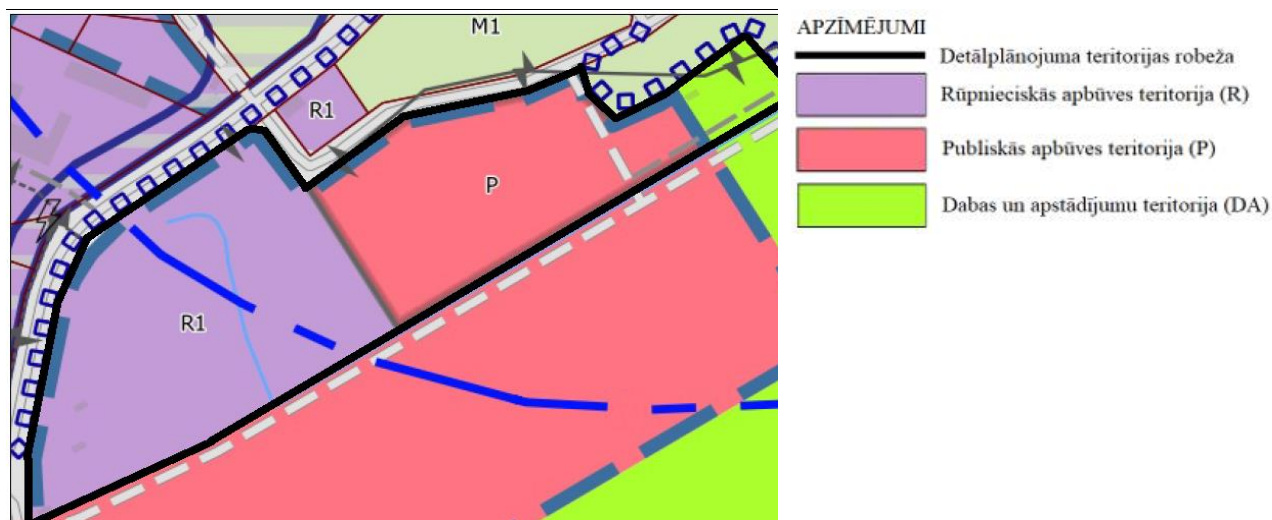 M1
R1
P
R1
APZĪMĒJUMI
Detālplānojuma teritorijas robeža
Rūpnieciskās apbūves teritorija (R)
Publiskās apbūves teritorija (P)
Dabas un apstādījumu teritorija (DA)